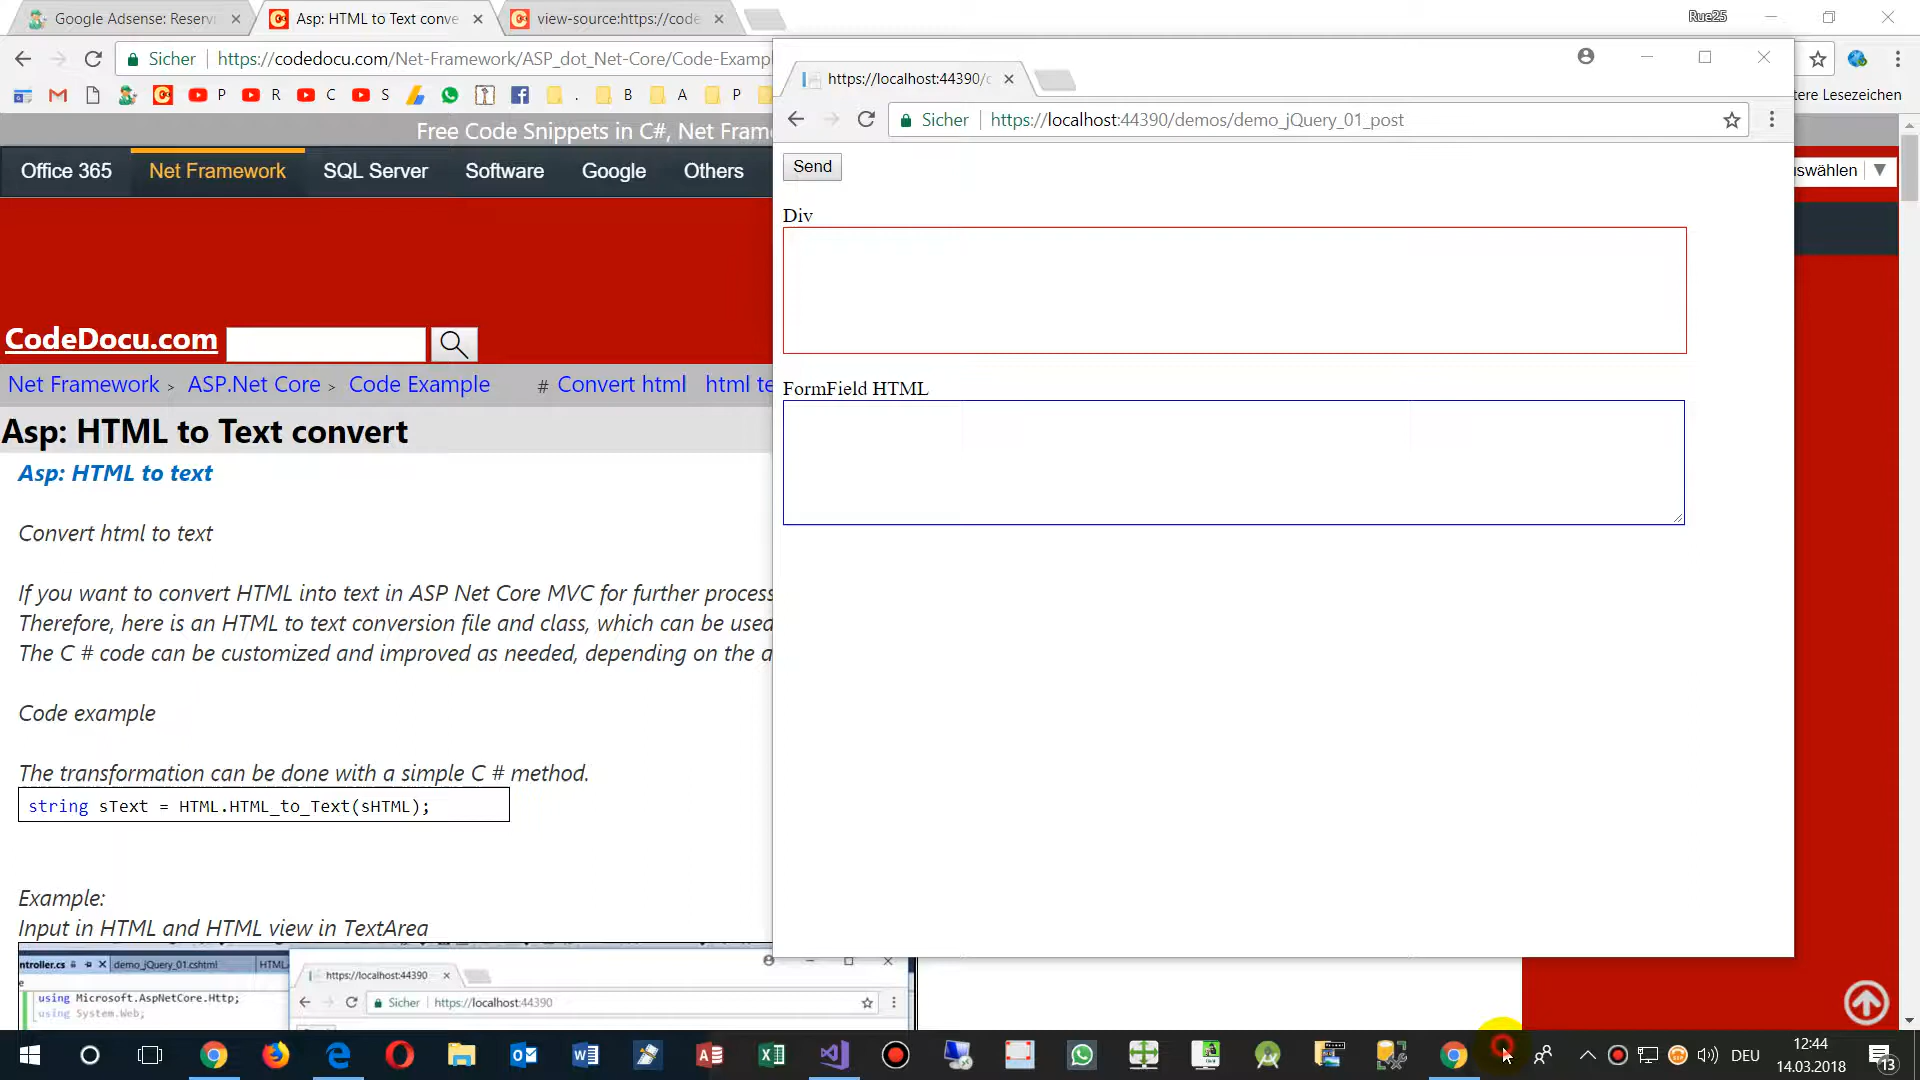 Google Adsense: Reserv
Asp: HTML to Text conve
view-source:https://code
Rue25
Sicher
https://codedocu.com/Net-Framework/ASP_dot_Net-Core/Code-Exampl
P
R
C
S
.
B
A
P
tere Lesezeichen
Free Code Snippets in C#, Net Fram
Office 365
Net Framework
SQL Server
Software
Google
Others
uswählen
CodeDocu.com
Net Framework > ASP.Net Core > Code Example # Convert html html te
Asp: HTML to Text convert
Asp: HTML to text
Convert html to text
If you want to convert HTML into text in ASP Net Core MVC for further process
Therefore, here is an HTML to text conversion file and class, which can be used
The C # code can be customized and improved as needed, depending on the a
Code example
The transformation can be done with a simple C # method.
string sText = HTML.HTML_to_Text(sHTML);
Example:
Input in HTML and HTML view in TextArea
ntroller.cs
demo_jQuery_01.cshtml
HTML
using Microsoft.AspNetCore.Http;
using System.Web;
https://localhost:44390
Sicher
https://localhost:44390
https://localhost:44390/
Sicher
https://localhost:44390/demos/demo_jQuery_01_post
Send
Div
FormField HTML
DEU
12:44
14.03.2018
13